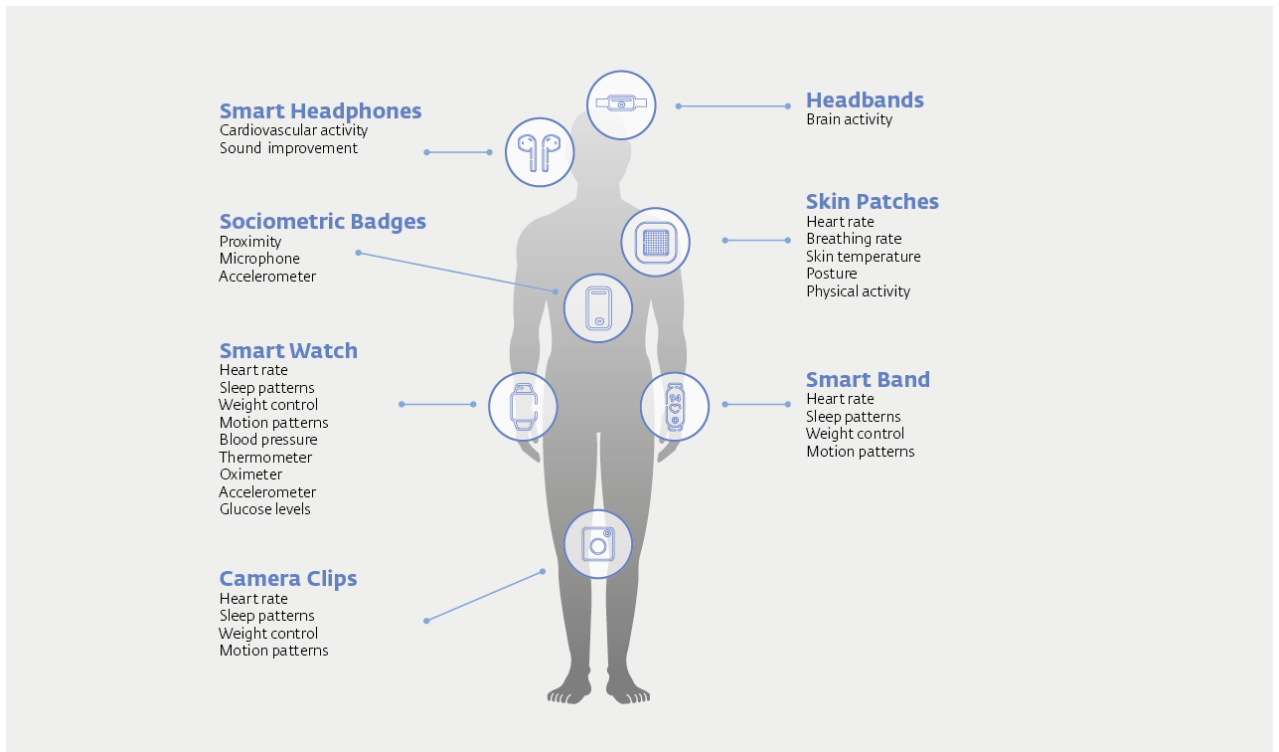 Smart Headphones
Cardiovascular activity
Sound improvement
Headbands
Brain activity
Sociometric Badges
Proximity
Microphone
Accelerometer
Skin Patches
Heart rate
Breathing rate
Skin temperature
Posture
Physical activity
Smart Watch
Heart rate
Sleep patterns
Weight control
Motion patterns
Blood pressure
Thermometer
Oximeter
Accelerometer
Glucose levels
Smart Band
Heart rate
Sleep patterns
Weight control
Motion patterns
Camera Clips
Heart rate
Sleep patterns
Weight control
Motion patterns